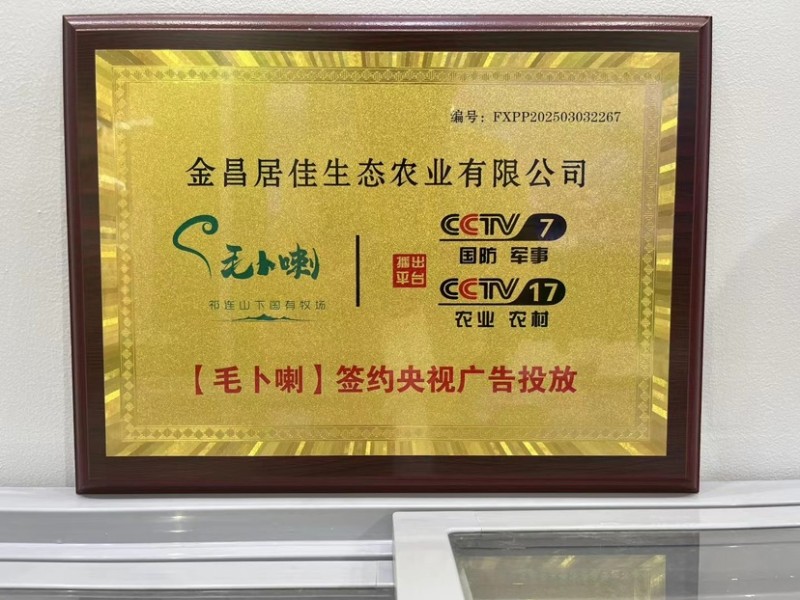 编号：FXPP202503032267
金昌居佳生态农业有限公司
毛卜喇
祁连山下国有牧场
播出
平台
CCTV 7
国防 军事
CCTV 17
农业 农村
【毛卜喇】签约央视广告投放